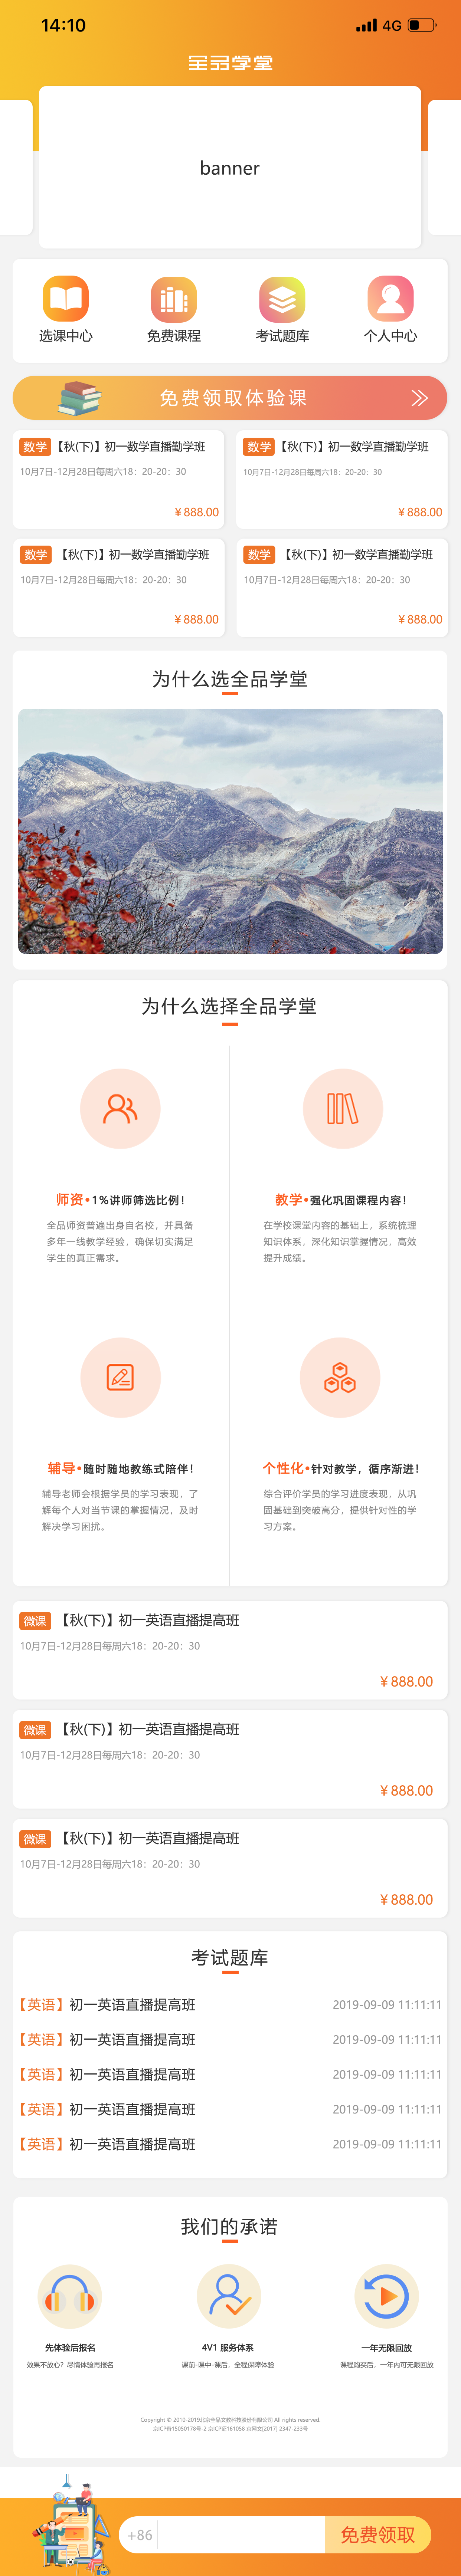 14:10
4G
全品学堂
banner
选课中心 免费课程 考试题库 个人中心
免费领取体验课
数学 【秋(下)】初一数学直播勤学班
10月7日-12月28日每周六18：20-20：30
￥888.00
数学 【秋(下)】初一数学直播勤学班
10月7日-12月28日每周六18：20-20：30
￥888.00
数学 【秋(下)】初一数学直播勤学班
10月7日-12月28日每周六18：20-20：30
￥888.00
数学 【秋(下)】初一数学直播勤学班
10月7日-12月28日每周六18：20-20：30
￥888.00
为什么选全品学堂
为什么选择全品学堂
师资•1%讲师筛选比例！
全品师资普遍出身自名校，并具备
多年一线教学经验，确保切实满足
学生的真正需求。
教学•强化巩固课程内容！
在学校课堂内容的基础上，系统梳理
知识体系，深化知识掌握情况，高效
提升成绩。
辅导•随时随地教练式陪伴！
辅导老师会根据学员的学习表现，了
解每个人对当节课的掌握情况，及时
解决学习困扰。
个性化•针对教学，循序渐进！
综合评价学员的学习进度表现，从巩
固基础到突破高分，提供针对性的学
习方案。
微课 【秋(下)】初一英语直播提高班
10月7日-12月28日每周六18：20-20：30
￥888.00
微课 【秋(下)】初一英语直播提高班
10月7日-12月28日每周六18：20-20：30
￥888.00
微课 【秋(下)】初一英语直播提高班
10月7日-12月28日每周六18：20-20：30
￥888.00
考试题库
【英语】初一英语直播提高班 2019-09-09 11:11:11
【英语】初一英语直播提高班 2019-09-09 11:11:11
【英语】初一英语直播提高班 2019-09-09 11:11:11
【英语】初一英语直播提高班 2019-09-09 11:11:11
【英语】初一英语直播提高班 2019-09-09 11:11:11
我们的承诺
先体验后报名
效果不放心？尽情体验再报名
4V1 服务体系
课前-课中-课后，全程保障体验
一年无限回放
课程购买后，一年内可无限回放
Copyright © 2010-2019北京全品文教科技股份有限公司 All rights reserved.
京ICP备15050178号-2 京ICP证161058 京网文[2017] 2347-233号
+86
免费领取